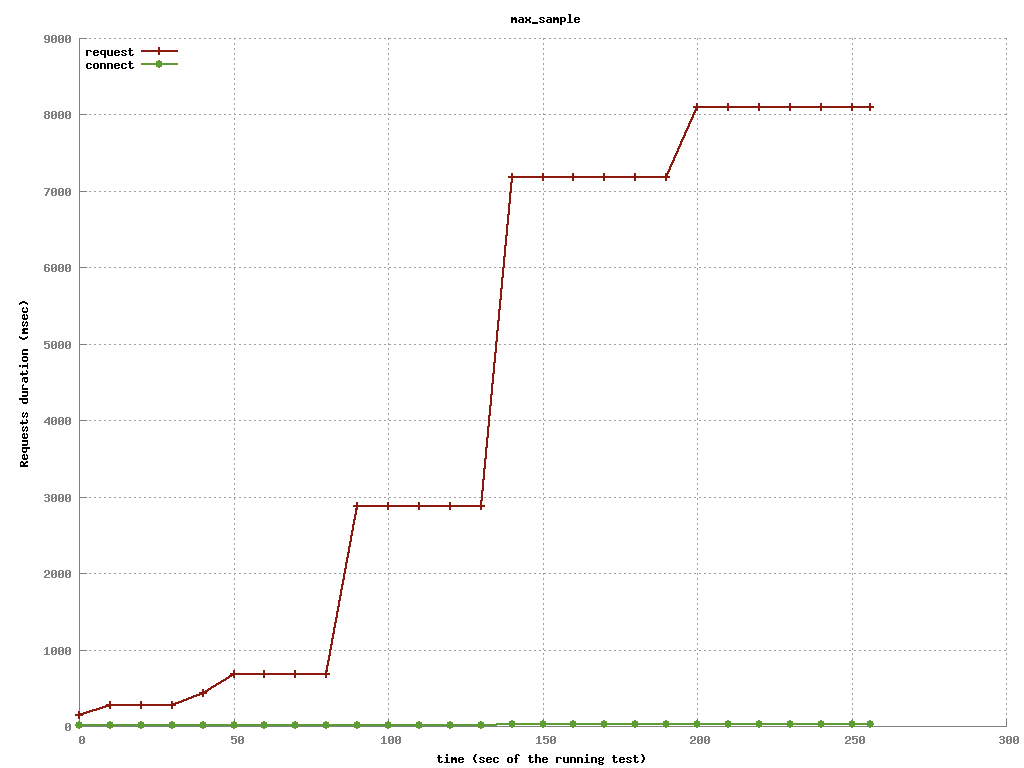 max_sample
request
connect
9000
8000
7000
6000
5000
4000
3000
2000
1000
0
Requests duration (msec)
0 50 100 150 200 250 300
time (sec of the running test)